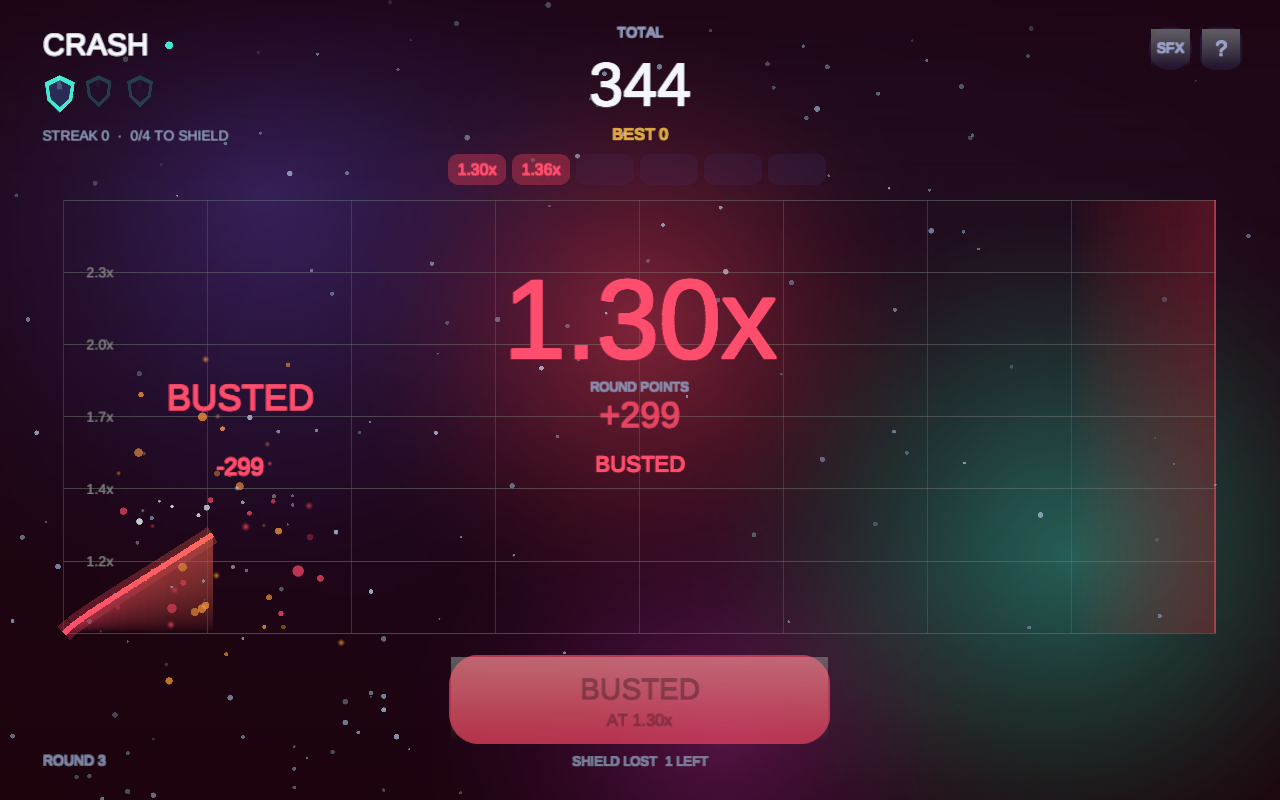 CRASH
STREAK 0 · 0/4 TO SHIELD
TOTAL
344
BEST 0
SFX
?
1.30x
1.36x
2.3x
2.0x
1.7x
1.4x
1.2x
1.30x
ROUND POINTS
+299
BUSTED
BUSTED
-299
BUSTED
AT 1.30x
ROUND 3
SHIELD LOST 1 LEFT